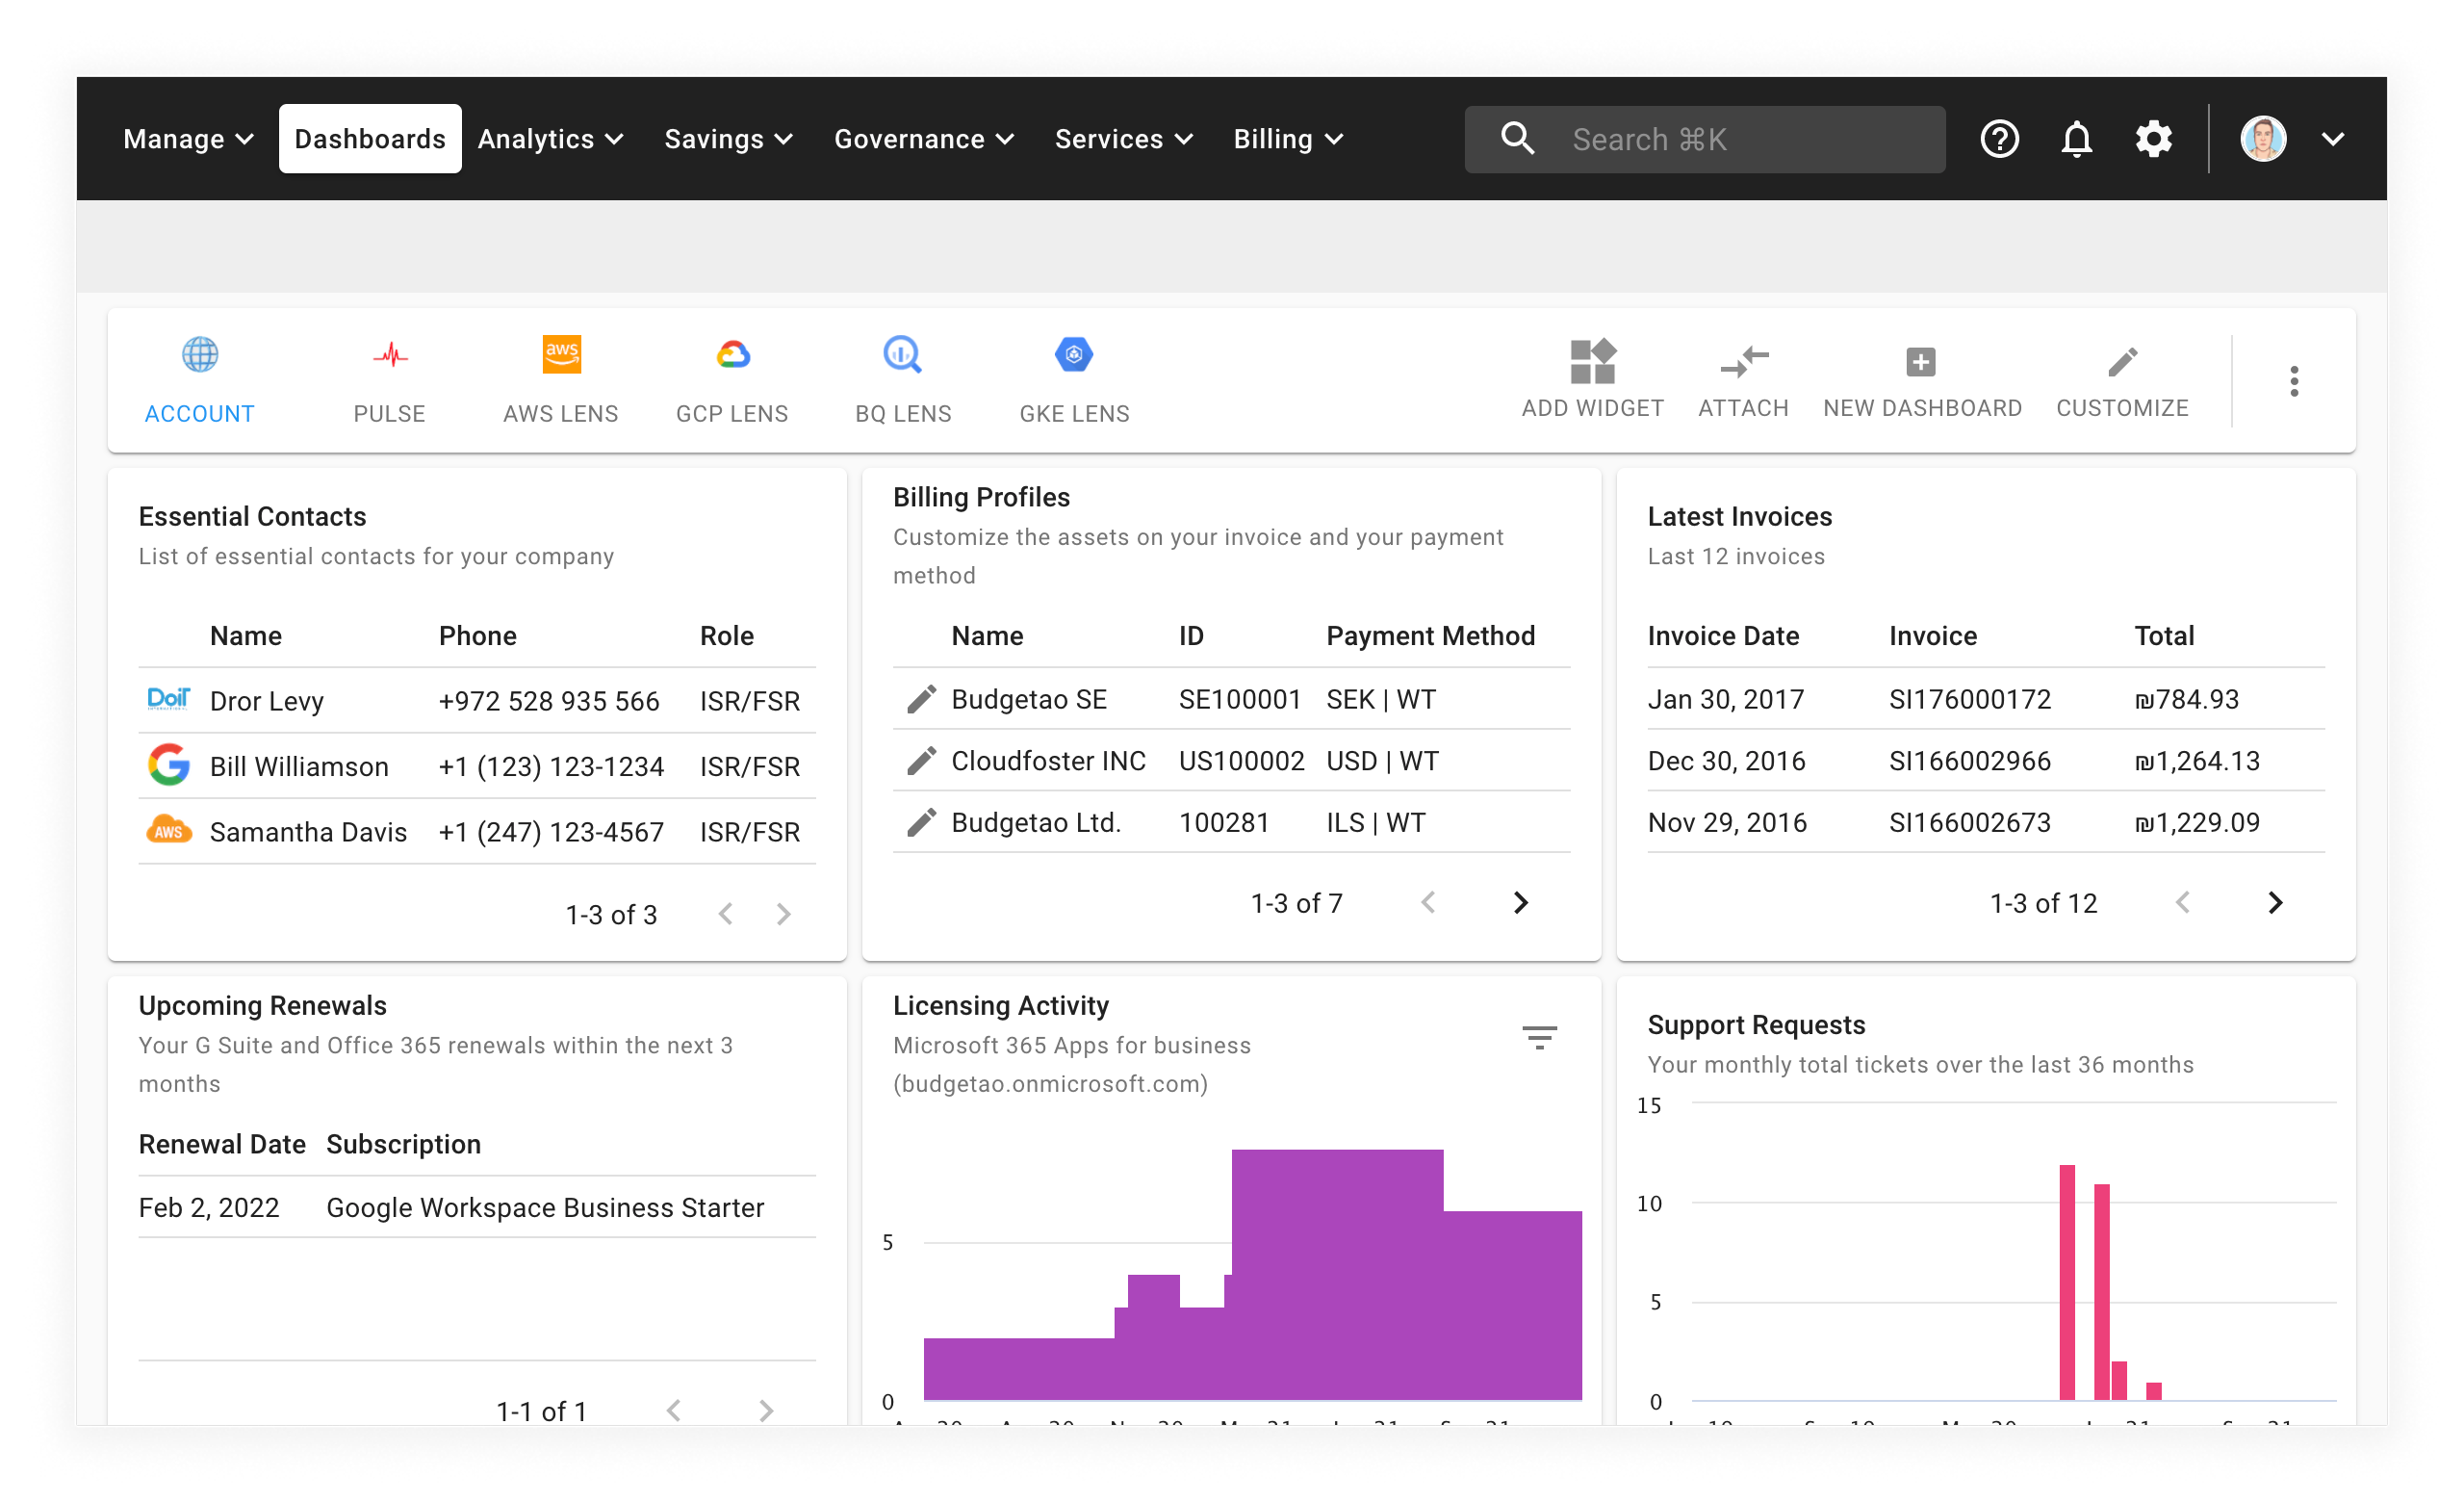 Manage Dashboards Analytics Savings Governance Services Billing Search ⌘K
ACCOUNT PULSE AWS LENS GCP LENS BQ LENS GKE LENS ADD WIDGET ATTACH NEW DASHBOARD CUSTOMIZE
aws
Essential Contacts
List of essential contacts for your company
Name Phone Role
DoiT Dror Levy +972 528 935 566 ISR/FSR
Bill Williamson +1 (123) 123-1234 ISR/FSR
AWS Samantha Davis +1 (247) 123-4567 ISR/FSR
1-3 of 3
Billing Profiles
Customize the assets on your invoice and your payment
method
Name ID Payment Method
Budgetao SE SE100001 SEK | WT
Cloudfoster INC US100002 USD | WT
Budgetao Ltd. 100281 ILS | WT
1-3 of 7
Latest Invoices
Last 12 invoices
Invoice Date Invoice Total
Jan 30, 2017 SI176000172 ₪784.93
Dec 30, 2016 SI166002966 ₪1,264.13
Nov 29, 2016 SI166002673 ₪1,229.09
1-3 of 12
Upcoming Renewals
Your G Suite and Office 365 renewals within the next 3
months
Renewal Date Subscription
Feb 2, 2022 Google Workspace Business Starter
1-1 of 1
Licensing Activity
Microsoft 365 Apps for business
(budgetao.onmicrosoft.com)
5
0
Support Requests
Your monthly total tickets over the last 36 months
15
10
5
0